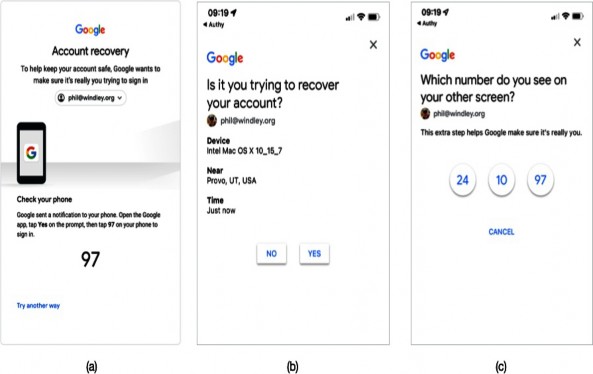 Google
Account recovery
To help keep your account safe, Google wants to
make sure it's really you trying to sign in
phil@windley.org
G
Check your phone
Google sent a notification to your phone. Open the Google
app, tap Yes on the prompt, then tap 97 on your phone to
sign in.
97
Try another way
(a)
09:19
Authy
Google
Is it you trying to recover
your account?
phil@windley.org
Device
Intel Mac OS X 10_15_7
Near
Provo, UT, USA
Time
Just now
NO YES
(b)
09:19
Authy
Google
Which number do you see on
your other screen?
phil@windley.org
This extra step helps Google make sure it's really you.
24 10 97
CANCEL
(c)